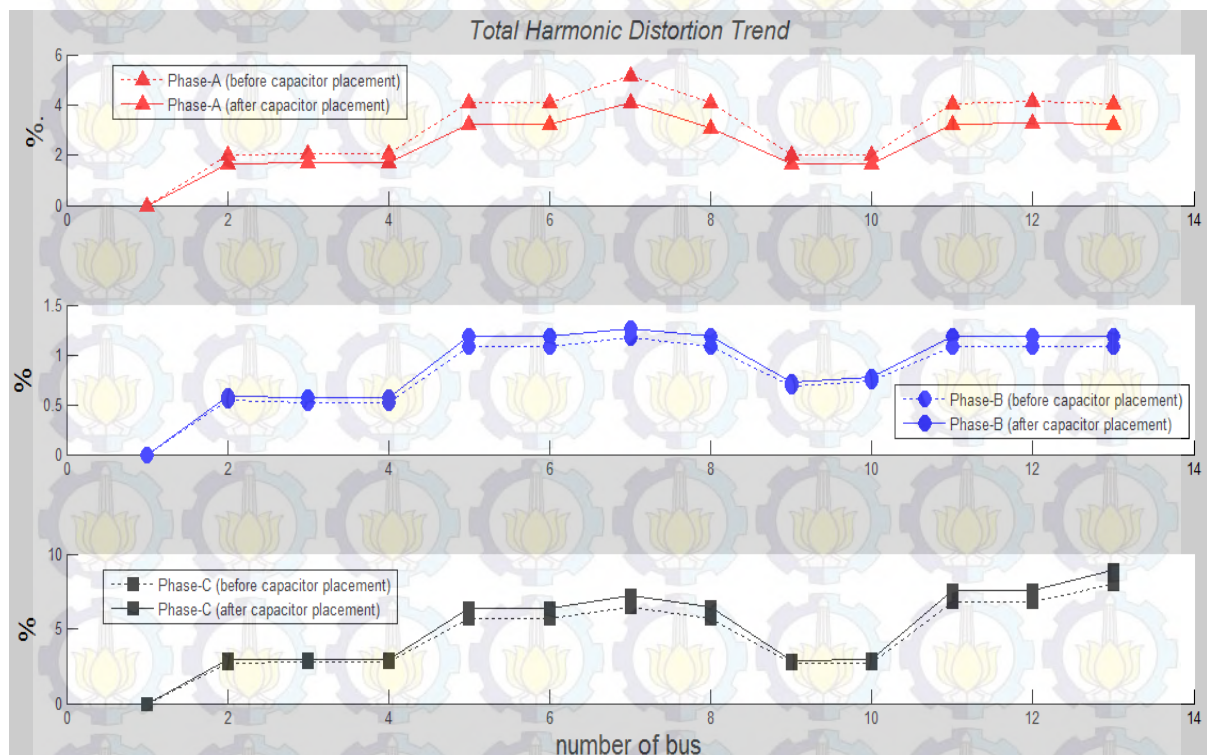 Total Harmonic Distortion Trend
6
4
2
0
%.
Phase-A (before capacitor placement)
Phase-A (after capacitor placement)
0 2 4 6 8 10 12 14
1.5
1
0.5
0
%
Phase-B (before capacitor placement)
Phase-B (after capacitor placement)
0 2 4 6 8 10 12 14
10
5
0
%
Phase-C (before capacitor placement)
Phase-C (after capacitor placement)
0 2 4 6 8 10 12 14
number of bus